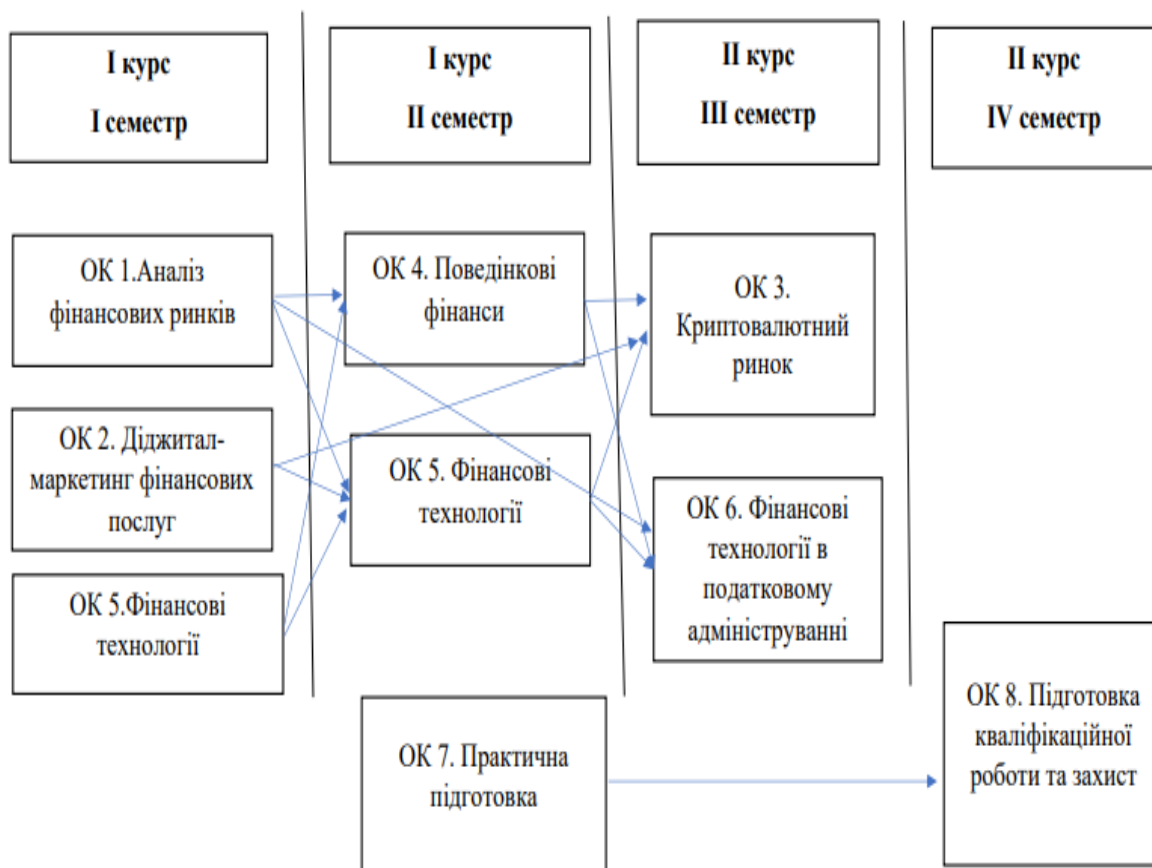 I курс
I семестр
I курс
II семестр
II курс
III семестр
II курс
IV семестр
ОК 1.Аналіз
фінансових ринків
ОК 4. Поведінкові
фінанси
ОК 3.
Криптовалютний
ринок
ОК 2. Діджитал-
маркетинг фінансових
послуг
ОК 5. Фінансові
технології
ОК 6. Фінансові
технології в
податковому
адмініструванні
ОК 5.Фінансові
технології
ОК 7. Практична
підготовка
ОК 8. Підготовка
кваліфікаційної
роботи та захист